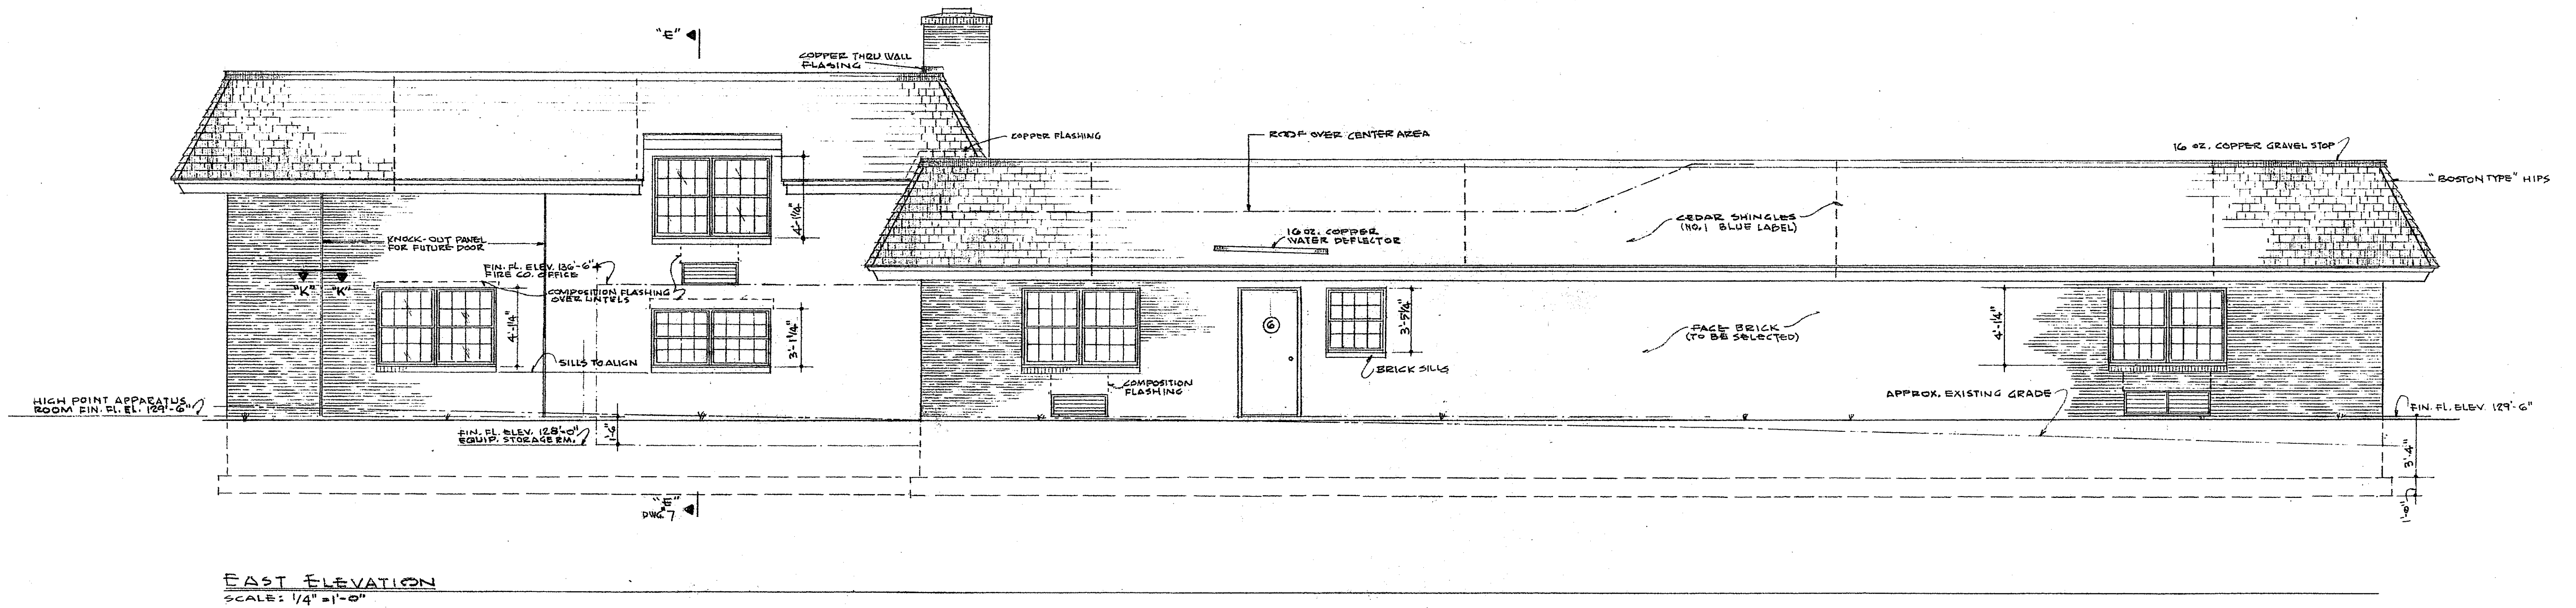 "E"
COPPER THRU WALL
FLASING
COPPER FLASHING
ROOF OVER CENTER AREA
16 OZ. COPPER GRAVEL STOP
"BOSTON TYPE" HIPS
CEDAR SHINGLES
(NO. 1 BLUE LABEL)
16 OZ. COPPER
WATER DEFLECTOR
4'-1/4"
KNOCK-OUT PANEL
FOR FUTURE DOOR
FIN. FL. ELEV. 136'-6"
FIRE CO. OFFICE
"K" "K"
COMPOSITION FLASHING
OVER LINTELS
4'-1/4"
3'-1/4"
SILLS TO ALIGN
6
3'-5 1/4"
FACE BRICK
(TO BE SELECTED)
4'-1/4"
BRICK SILLS
COMPOSITION
FLASHING
APPROX. EXISTING GRADE
HIGH POINT APPARATUS
ROOM FIN. FL. EL. 129'-6"
FIN. FL. ELEV. 129'-6"
FIN. FL. ELEV. 128'-0"
EQUIP. STORAGE RM.
3'-4"
1'-0"
"E"
DWG 7
EAST ELEVATION
SCALE: 1/4" = 1'-0"